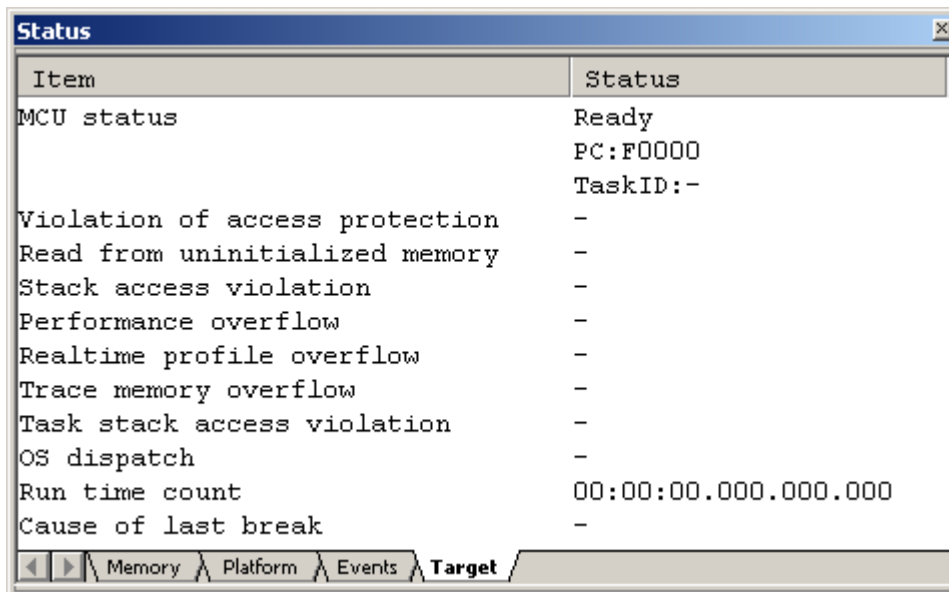 Status
Item Status
MCU status Ready
PC:F0000
TaskID:-
Violation of access protection -
Read from uninitialized memory -
Stack access violation -
Performance overflow -
Realtime profile overflow -
Trace memory overflow -
Task stack access violation -
OS dispatch -
Run time count 00:00:00.000.000.000
Cause of last break -
Memory Platform Events Target